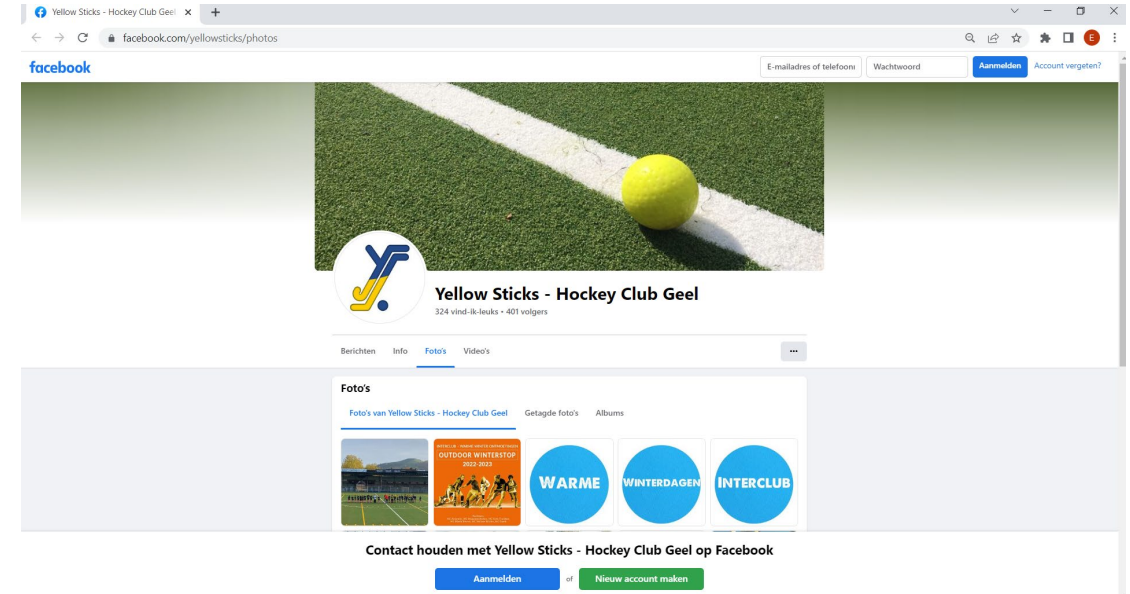 Yellow Sticks - Hockey Club Geel
facebook.com/yellowsticks/photos
E
facebook
E-mailadres of telefoon
Wachtwoord
Aanmelden
Account vergeten?
Yellow Sticks - Hockey Club Geel
324 vind-ik-leuks • 401 volgers
Berichten
Info
Foto's
Video's
Foto's
Foto's van Yellow Sticks - Hockey Club Geel
Getagde foto's
Albums
OUTDOOR WINTERSTOP
2022-2023
WARME
WINTERDAGEN
INTERCLUB
Contact houden met Yellow Sticks - Hockey Club Geel op Facebook
Aanmelden
of
Nieuw account maken